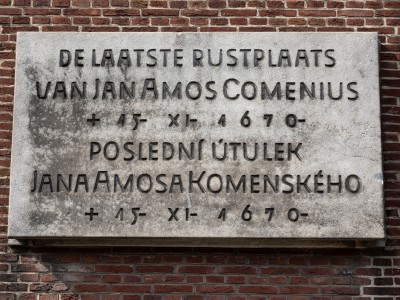 DE LAATSTE RUSTPLAATS
VAN JAN AMOS COMENIUS
+ 15- XI- 1670-
POSLEDNÍ ÚTULEK
JANA AMOSA KOMENSKÉHO
+ 15- XI- 1670-